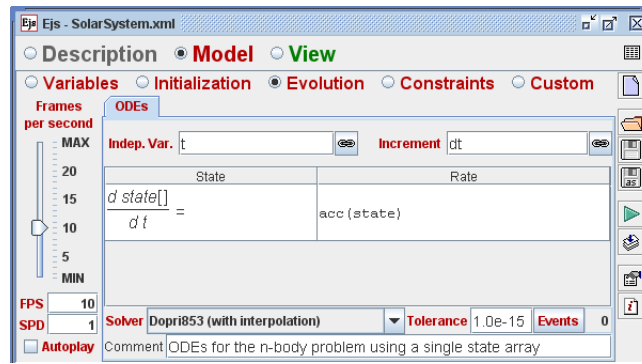 Ejs Ejs - SolarSystem.xml
Description Model View
Variables Initialization Evolution Constraints Custom
Frames
per second
MAX
20
15
10
5
MIN
FPS 10
SPD 1
Autoplay
ODEs
Indep. Var. t Increment dt
State Rate
d state[]
d t
=
acc(state)
Solver Dopri853 (with interpolation) Tolerance 1.0e-15 Events 0
Comment ODEs for the n-body problem using a single state array
as
i